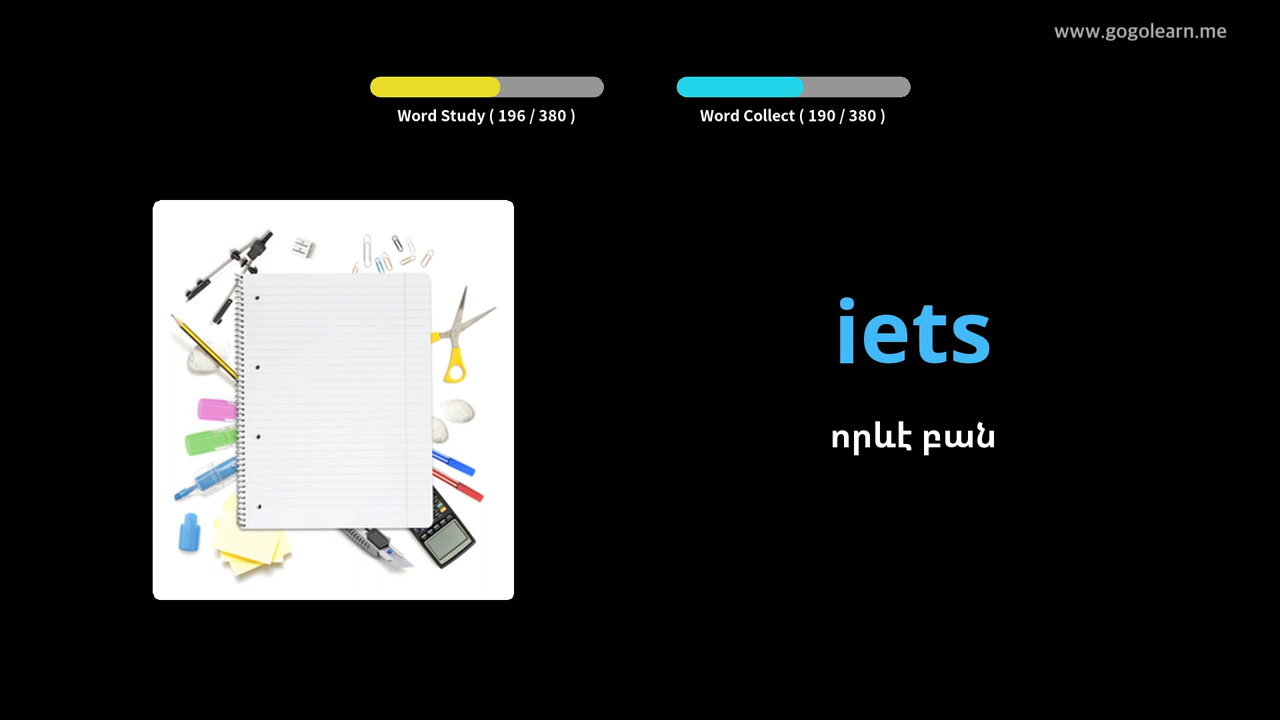 www.gogolearn.me
Word Study ( 196 / 380 )
Word Collect ( 190 / 380 )
iets
որևէ բան